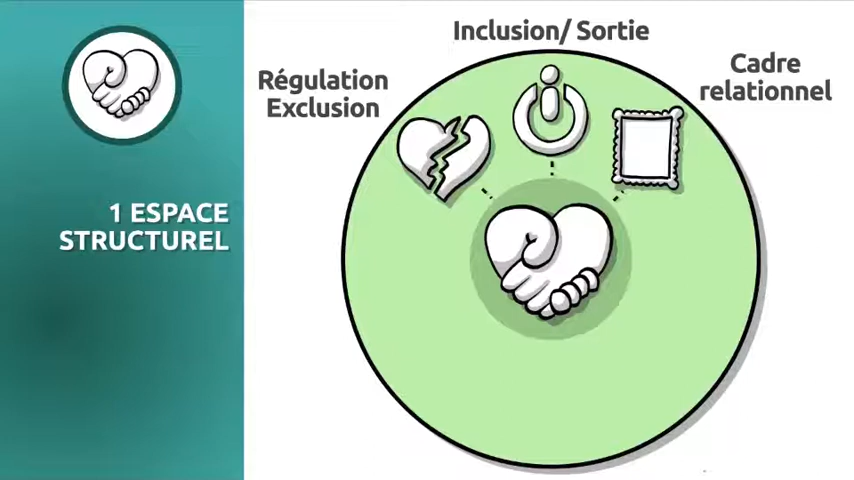 1 ESPACE
STRUCTUREL
Régulation
Exclusion
Inclusion/ Sortie
Cadre
relationnel